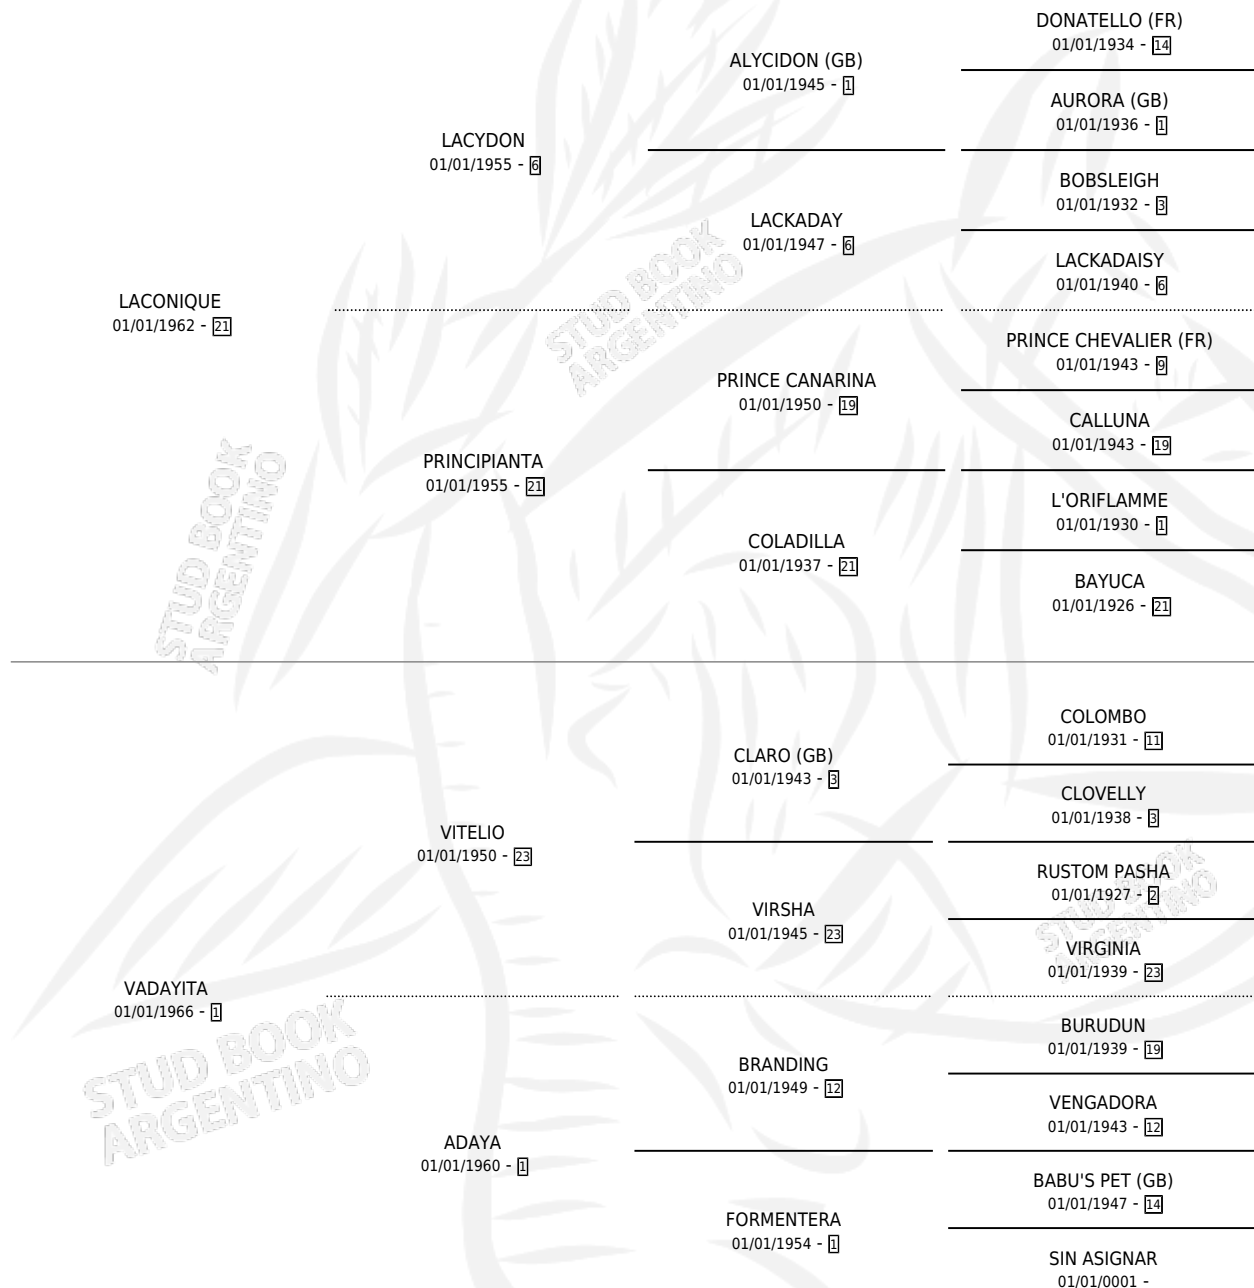 DONATELLO (FR)
01/01/1934 - 14
ALYCIDON (GB)
01/01/1945 - 1
AURORA (GB)
01/01/1936 - 1
LACYDON
01/01/1955 - 6
BOBSLEIGH
01/01/1932 - 3
LACKADAY
01/01/1947 - 6
LACKADAISY
01/01/1940 - 6
LACONIQUE
01/01/1962 - 21
STUD BOOK
ARGENTINO
PRINCE CHEVALIER (FR)
01/01/1943 - 9
PRINCE CANARINA
01/01/1950 - 19
CALLUNA
01/01/1943 - 19
PRINCIPIANTA
01/01/1955 - 21
L'ORIFLAMME
01/01/1930 - 1
COLADILLA
01/01/1937 - 21
BAYUCA
01/01/1926 - 21
STUD BOOK
ARGENTINO
COLOMBO
01/01/1931 - 11
CLARO (GB)
01/01/1943 - 3
CLOVELLY
01/01/1938 - 3
VITELIO
01/01/1950 - 23
RUSTOM PASHA
01/01/1927 - 2
VIRSHA
01/01/1945 - 23
VIRGINIA
01/01/1939 - 23
STUD BOOK
ARGENTINO
VADAYITA
01/01/1966 - 1
BURUDUN
01/01/1939 - 19
BRANDING
01/01/1949 - 12
VENGADORA
01/01/1943 - 12
STUD BOOK
ARGENTINO
ADAYA
01/01/1960 - 1
BABU'S PET (GB)
01/01/1947 - 14
FORMENTERA
01/01/1954 - 1
SIN ASIGNAR
01/01/0001 -